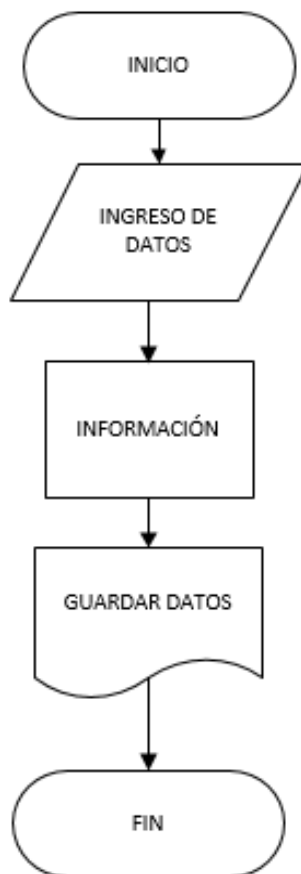 INICIO
INGRESO DE
DATOS
INFORMACIÓN
GUARDAR DATOS
FIN